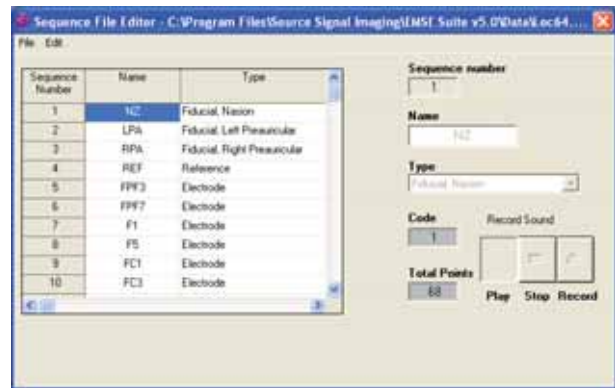 Sequence File Editor - C:\Program Files\Source Signal Imaging\EMSE Suite v5.0\Data\Loc64....
File Edit
Sequence Number Name Type
1 NZ Fiducial, Nasion
2 LPA Fiducial, Left Preauricular
3 RPA Fiducial, Right Preauricular
4 REF Reference
5 FPF3 Electrode
6 FPF7 Electrode
7 F1 Electrode
8 F5 Electrode
9 FC1 Electrode
10 FC3 Electrode
Sequence number
1
Name
NZ
Type
Fiducial, Nasion
Code
1
Record Sound
Total Points
68
Play Stop Record